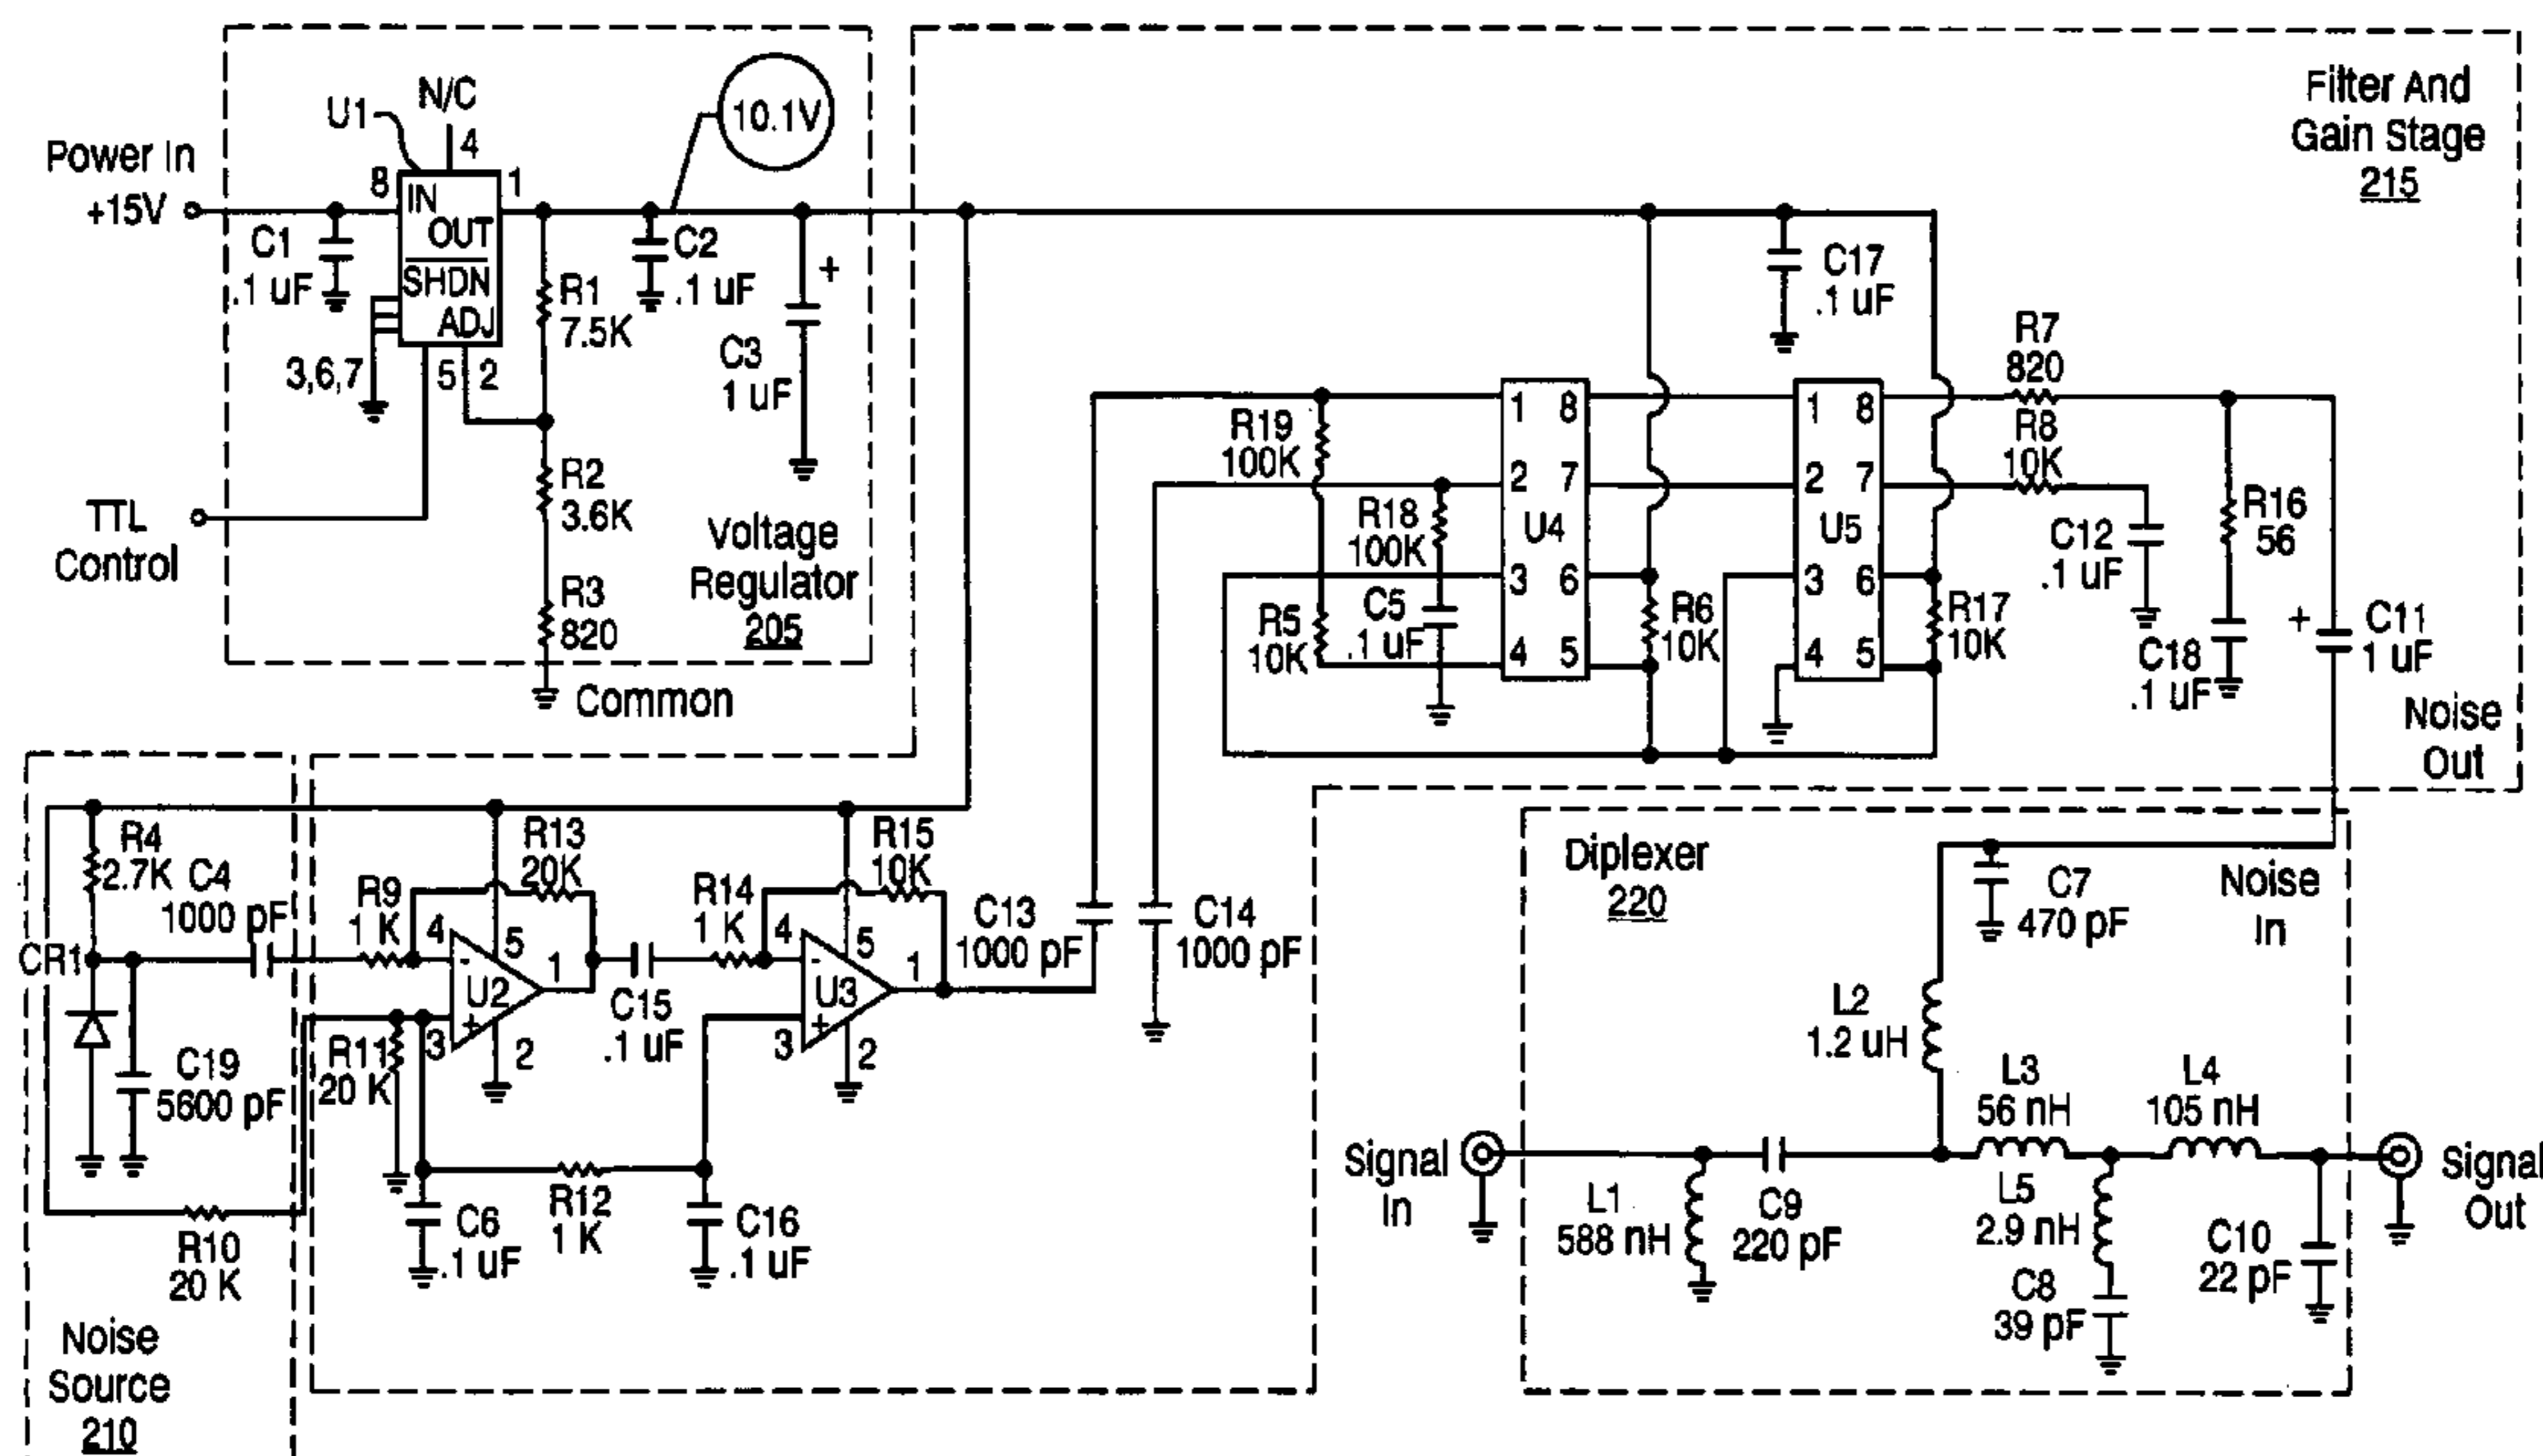 Power In
+15V
U1
N/C
4
8
IN
1
OUT
SHDN
ADJ
3,6,7
5
2
C1
.1 uF
10.1V
C2
.1 uF
R1
7.5K
+
C3
1 uF
R2
3.6K
R3
820
TTL
Control
Voltage
Regulator
205
Common
Filter And
Gain Stage
215
C17
.1 uF
R19
100K
R18
100K
R5
10K
C5
.1 uF
1
8
2
7
U4
3
6
4
5
R6
10K
1
8
2
7
U5
3
6
4
5
R17
10K
R7
820
R8
10K
C12
.1 uF
R16
56
C18
.1 uF
+
C11
1 uF
Noise
Out
R4
2.7K
C4
1000 pF
CR1
C19
5600 pF
R10
20 K
Noise
Source
210
R9
1 K
R13
20K
4
5
-
U2
1
+
3
2
R11
20 K
C6
.1 uF
R12
1 K
C15
.1 uF
R14
1 K
R15
10K
4
5
-
U3
1
+
3
2
C16
.1 uF
C13
1000 pF
C14
1000 pF
Diplexer
220
C7
470 pF
Noise
In
L2
1.2 uH
L3
56 nH
L4
105 nH
Signal
In
L1
588 nH
C9
220 pF
L5
2.9 nH
C8
39 pF
C10
22 pF
Signal
Out